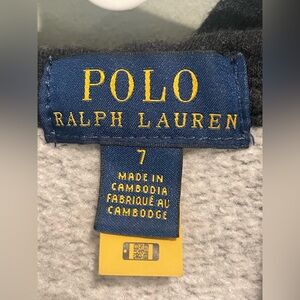 POLO
RALPH LAUREN
7
MADE IN
CAMBODIA
FABRIQUÉ AU
CAMBODGE